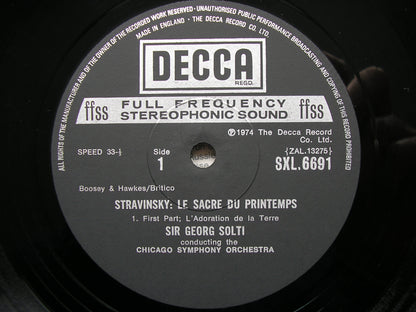 ALL RIGHTS OF THE MANUFACTURER AND OF THE OWNER OF THE RECORDED WORK RESERVED · UNAUTHORISED PUBLIC PERFORMANCE BROADCASTING AND COPYING OF THIS RECORD PROHIBITED
MADE IN ENGLAND, · THE DECCA RECORD CO. LTD.
DECCA
REGD.
ffss FULL FREQUENCY ffss
STEREOPHONIC SOUND
℗1974 The Decca Record
Co. Ltd.
SPEED 33-⅓ Side {ZAL.13275}
1 SXL.6691
Boosey & Hawkes/Britico
STRAVINSKY: LE SACRE DU PRINTEMPS
1. First Part; L'Adoration de la Terre
SIR GEORG SOLTI
conducting the
CHICAGO SYMPHONY ORCHESTRA